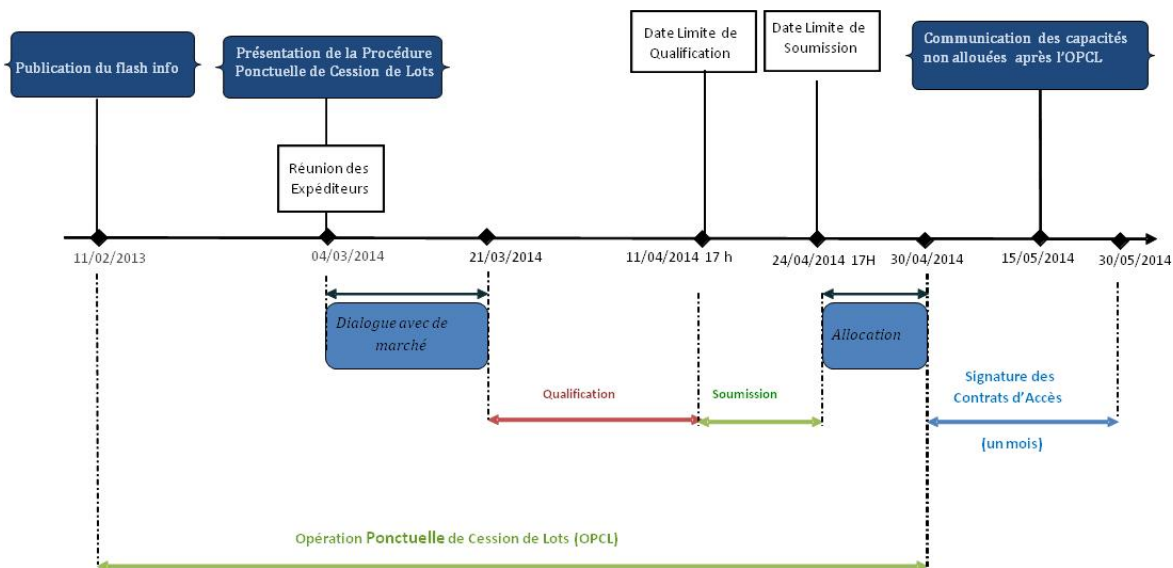 Publication du flash info
Présentation de la Procédure
Ponctuelle de Cession de Lots
Réunion des
Expéditeurs
Date Limite de
Qualification
Date Limite de
Soumission
Communication des capacités
non allouées après l'OPCL
11/02/2013
04/03/2014
21/03/2014
11/04/2014 17 h
24/04/2014 17H
30/04/2014
15/05/2014
30/05/2014
Dialogue avec de
marché
Allocation
Qualification
Soumission
Signature des
Contrats d'Accès
(un mois)
Opération Ponctuelle de Cession de Lots (OPCL)